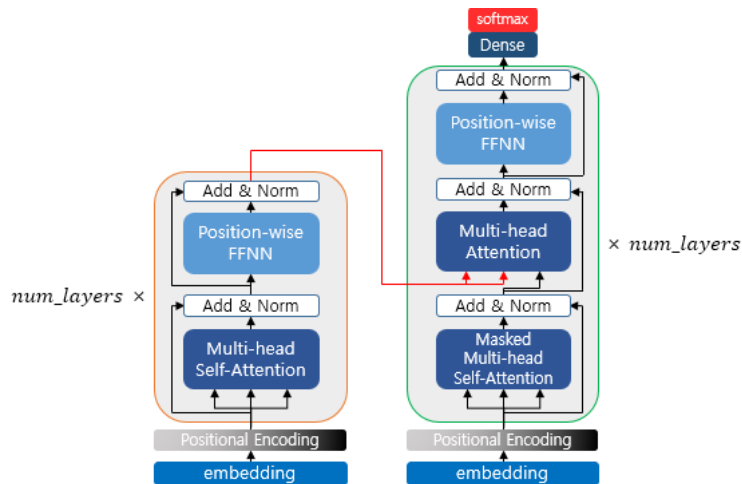 softmax
Dense
Add & Norm
Position-wise
FFNN
Add & Norm
Multi-head
Attention
× num_layers
Add & Norm
Masked
Multi-head
Self-Attention
Positional Encoding
embedding
Add & Norm
Position-wise
FFNN
num_layers ×
Add & Norm
Multi-head
Self-Attention
Positional Encoding
embedding